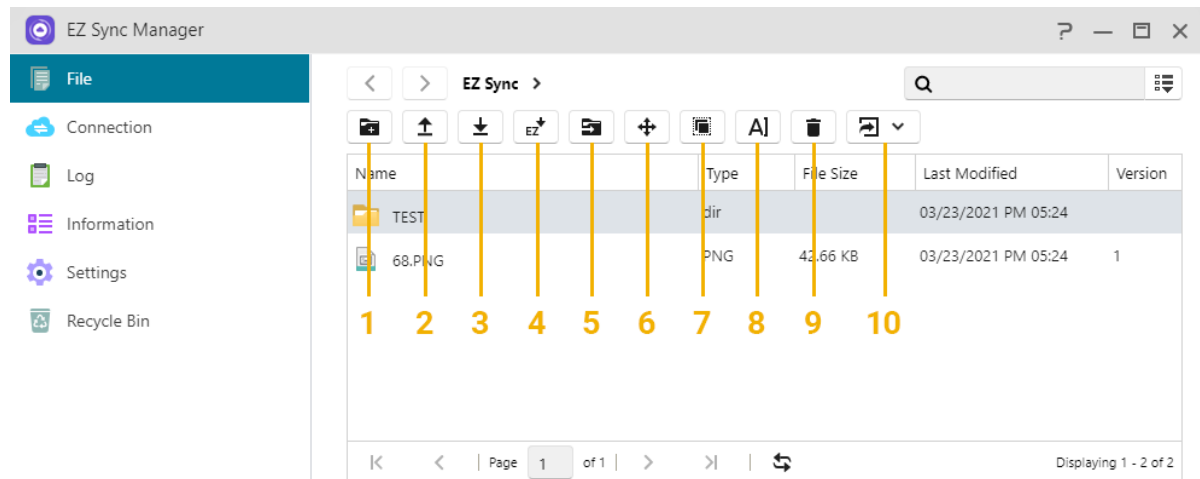 EZ Sync Manager
File
Connection
Log
Information
Settings
Recycle Bin
EZ Sync >
EZ
A]
Name Type File Size Last Modified Version
TEST dir 03/23/2021 PM 05:24
68.PNG PNG 42.66 KB 03/23/2021 PM 05:24 1
1 2 3 4 5 6 7 8 9 10
Page 1 of 1
Displaying 1 - 2 of 2